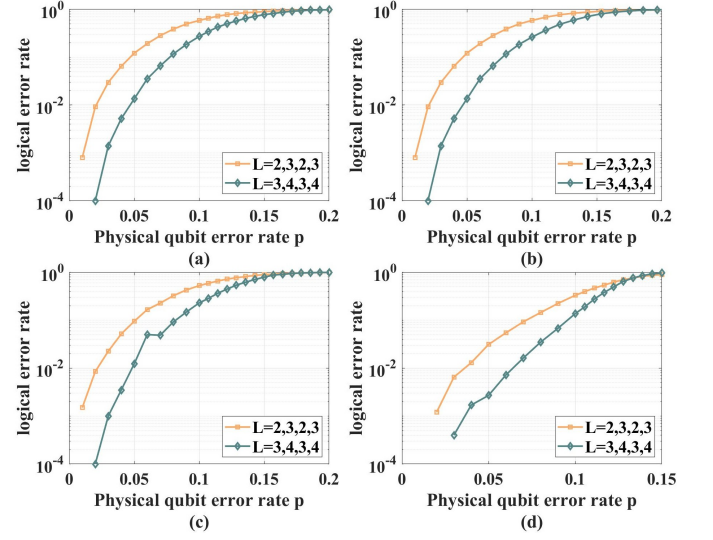 10^0
10^-2
10^-4
logical error rate
0 0.05 0.1 0.15 0.2
Physical qubit error rate p
L=2,3,2,3
L=3,4,3,4
(a)
10^0
10^-2
10^-4
logical error rate
0 0.05 0.1 0.15 0.2
Physical qubit error rate p
L=2,3,2,3
L=3,4,3,4
(b)
10^0
10^-2
10^-4
logical error rate
0 0.05 0.1 0.15 0.2
Physical qubit error rate p
L=2,3,2,3
L=3,4,3,4
(c)
10^0
10^-2
10^-4
logical error rate
0 0.05 0.1 0.15
Physical qubit error rate p
L=2,3,2,3
L=3,4,3,4
(d)